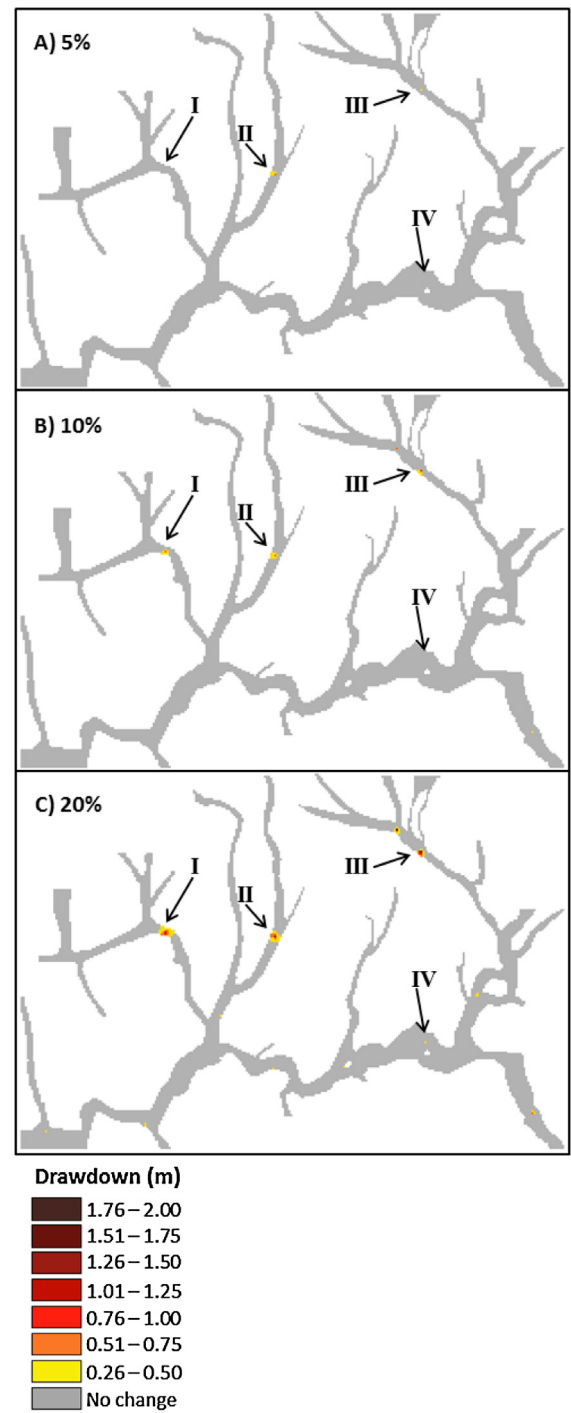 A) 5%
I
II
III
IV
B) 10%
I
II
III
IV
C) 20%
I
II
III
IV
Drawdown (m)
1.76 – 2.00
1.51 – 1.75
1.26 – 1.50
1.01 – 1.25
0.76 – 1.00
0.51 – 0.75
0.26 – 0.50
No change